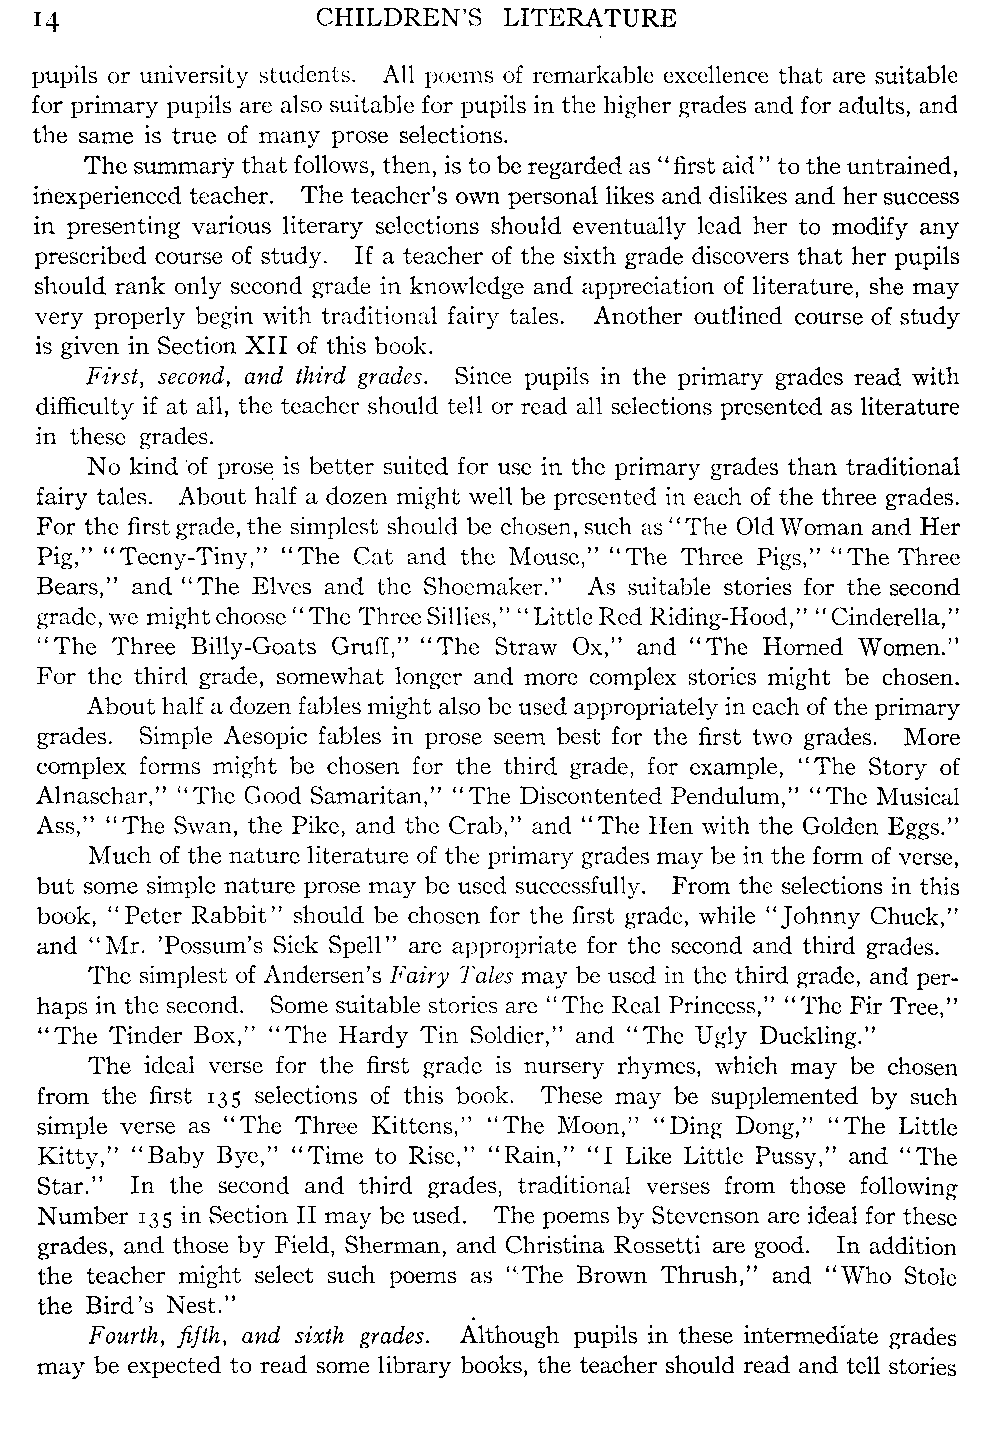 14 CHILDREN'S LITERATURE
pupils or university students. All poems of remarkable excellence that are suitable
for primary pupils are also suitable for pupils in the higher grades and for adults, and
the same is true of many prose selections.
The summary that follows, then, is to be regarded as "first aid" to the untrained,
inexperienced teacher. The teacher's own personal likes and dislikes and her success
in presenting various literary selections should eventually lead her to modify any
prescribed course of study. If a teacher of the sixth grade discovers that her pupils
should rank only second grade in knowledge and appreciation of literature, she may
very properly begin with traditional fairy tales. Another outlined course of study
is given in Section XII of this book.
First, second, and third grades. Since pupils in the primary grades read with
difficulty if at all, the teacher should tell or read all selections presented as literature
in these grades.
No kind of prose is better suited for use in the primary grades than traditional
fairy tales. About half a dozen might well be presented in each of the three grades.
For the first grade, the simplest should be chosen, such as "The Old Woman and Her
Pig," "Teeny-Tiny," "The Cat and the Mouse," "The Three Pigs," "The Three
Bears," and "The Elves and the Shoemaker." As suitable stories for the second
grade, we might choose "The Three Sillies," "Little Red Riding-Hood," "Cinderella,"
"The Three Billy-Goats Gruff," "The Straw Ox," and "The Horned Women."
For the third grade, somewhat longer and more complex stories might be chosen.
About half a dozen fables might also be used appropriately in each of the primary
grades. Simple Aesopic fables in prose seem best for the first two grades. More
complex forms might be chosen for the third grade, for example, "The Story of
Alnaschar," "The Good Samaritan," "The Discontented Pendulum," "The Musical
Ass," "The Swan, the Pike, and the Crab," and "The Hen with the Golden Eggs."
Much of the nature literature of the primary grades may be in the form of verse,
but some simple nature prose may be used successfully. From the selections in this
book, "Peter Rabbit" should be chosen for the first grade, while "Johnny Chuck,"
and "Mr. 'Possum's Sick Spell" are appropriate for the second and third grades.
The simplest of Andersen's Fairy Tales may be used in the third grade, and per-
haps in the second. Some suitable stories are "The Real Princess," "The Fir Tree,"
"The Tinder Box," "The Hardy Tin Soldier," and "The Ugly Duckling."
The ideal verse for the first grade is nursery rhymes, which may be chosen
from the first 135 selections of this book. These may be supplemented by such
simple verse as "The Three Kittens," "The Moon," "Ding Dong," "The Little
Kitty," "Baby Bye," "Time to Rise," "Rain," "I Like Little Pussy," and "The
Star." In the second and third grades, traditional verses from those following
Number 135 in Section II may be used. The poems by Stevenson are ideal for these
grades, and those by Field, Sherman, and Christina Rossetti are good. In addition
the teacher might select such poems as "The Brown Thrush," and "Who Stole
the Bird's Nest."
Fourth, fifth, and sixth grades. Although pupils in these intermediate grades
may be expected to read some library books, the teacher should read and tell stories